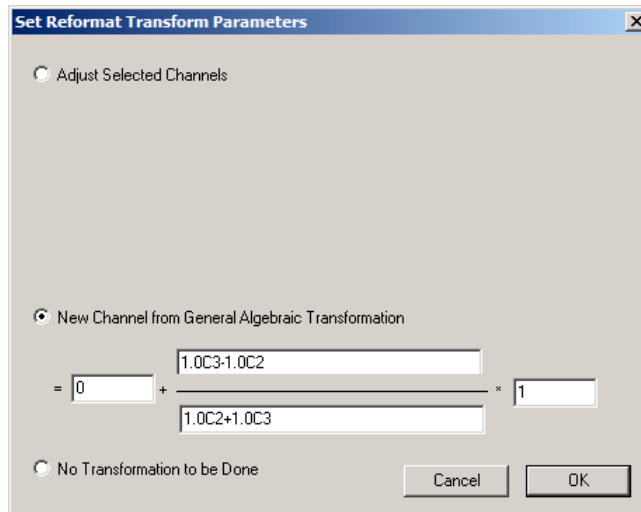 Set Reformat Transform Parameters
Adjust Selected Channels
New Channel from General Algebraic Transformation
1.0C3-1.0C2
= 0 + * 1
1.0C2+1.0C3
No Transformation to be Done
Cancel OK